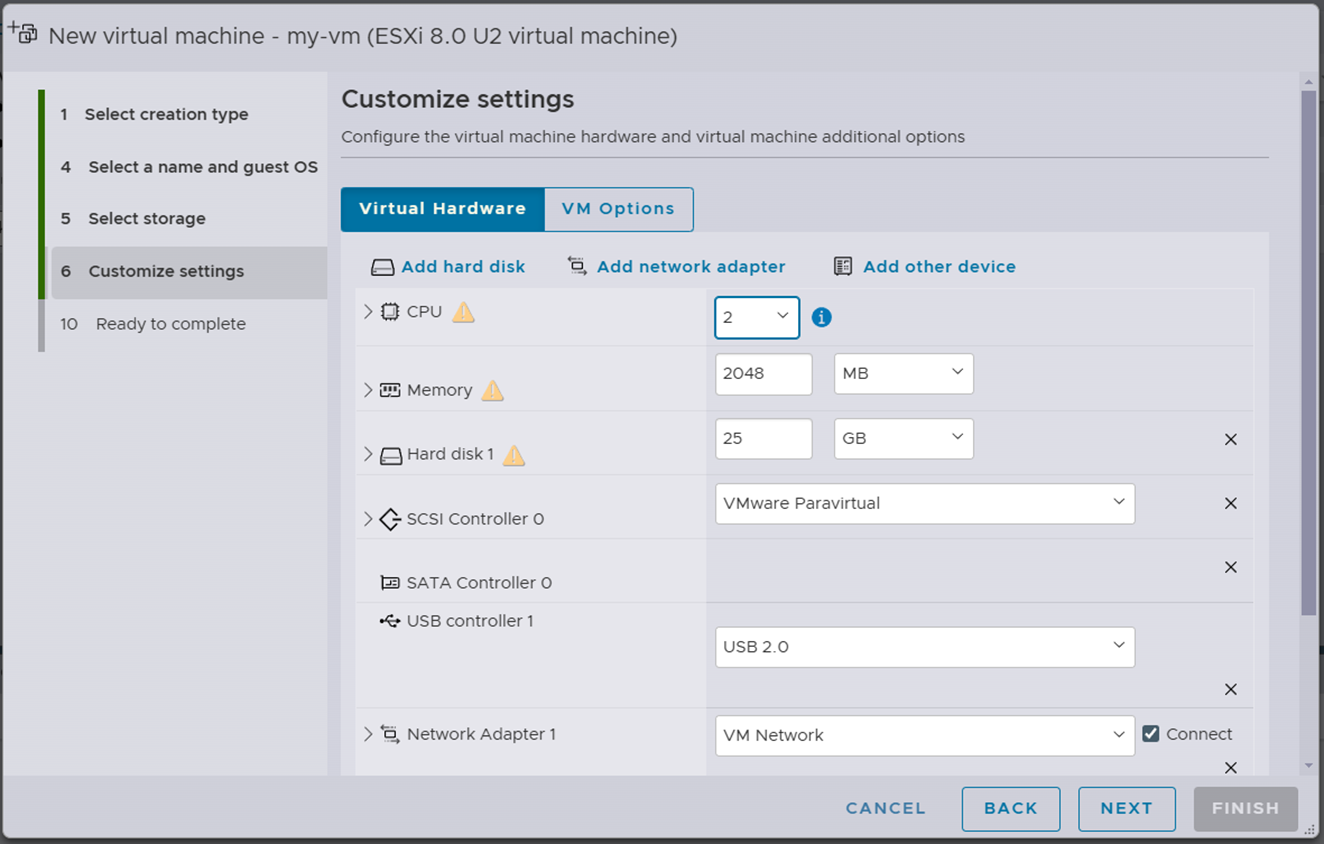 New virtual machine - my-vm (ESXi 8.0 U2 virtual machine)
1 Select creation type
4 Select a name and guest OS
5 Select storage
6 Customize settings
10 Ready to complete
Customize settings
Configure the virtual machine hardware and virtual machine additional options
Virtual Hardware VM Options
Add hard disk Add network adapter Add other device
CPU 2
Memory 2048 MB
Hard disk 1 25 GB
SCSI Controller 0 VMware Paravirtual
SATA Controller 0
USB controller 1
USB 2.0
Network Adapter 1 VM Network Connect
CANCEL BACK NEXT FINISH